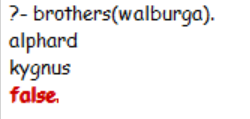 ?- brothers(walburga).
alphard
kygnus
false.